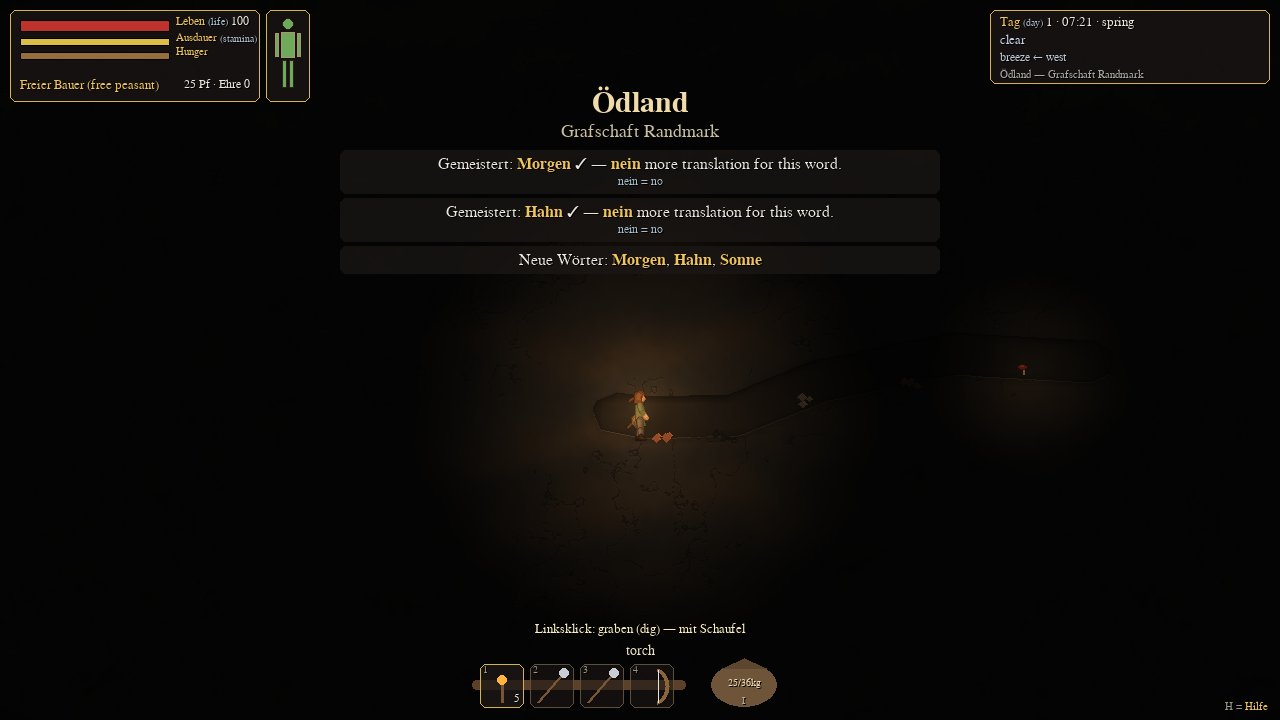 Leben (life) 100
Ausdauer (stamina)
Hunger
Freier Bauer (free peasant) 25 Pf · Ehre 0
Tag (day) 1 · 07:21 · spring
clear
breeze ← west
Ödland — Grafschaft Randmark
Ödland
Grafschaft Randmark
Gemeistert: Morgen ✓ — nein more translation for this word.
nein = no
Gemeistert: Hahn ✓ — nein more translation for this word.
nein = no
Neue Wörter: Morgen, Hahn, Sonne
Linksklick: graben (dig) — mit Schaufel
torch
1 2 3 4
5
25/36kg
I
H = Hilfe